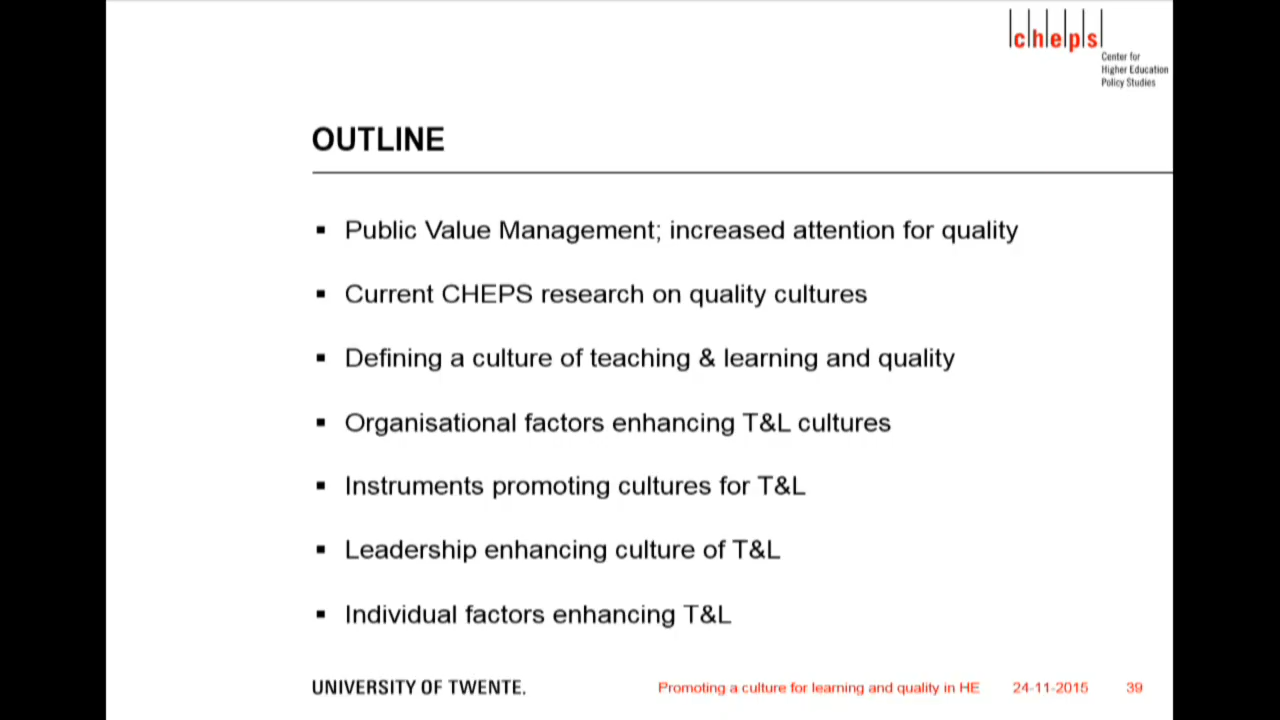 cheps
Center for
Higher Education
Policy Studies
OUTLINE
▪ Public Value Management; increased attention for quality
▪ Current CHEPS research on quality cultures
▪ Defining a culture of teaching & learning and quality
▪ Organisational factors enhancing T&L cultures
▪ Instruments promoting cultures for T&L
▪ Leadership enhancing culture of T&L
▪ Individual factors enhancing T&L
UNIVERSITY OF TWENTE. Promoting a culture for learning and quality in HE 24-11-2015 39